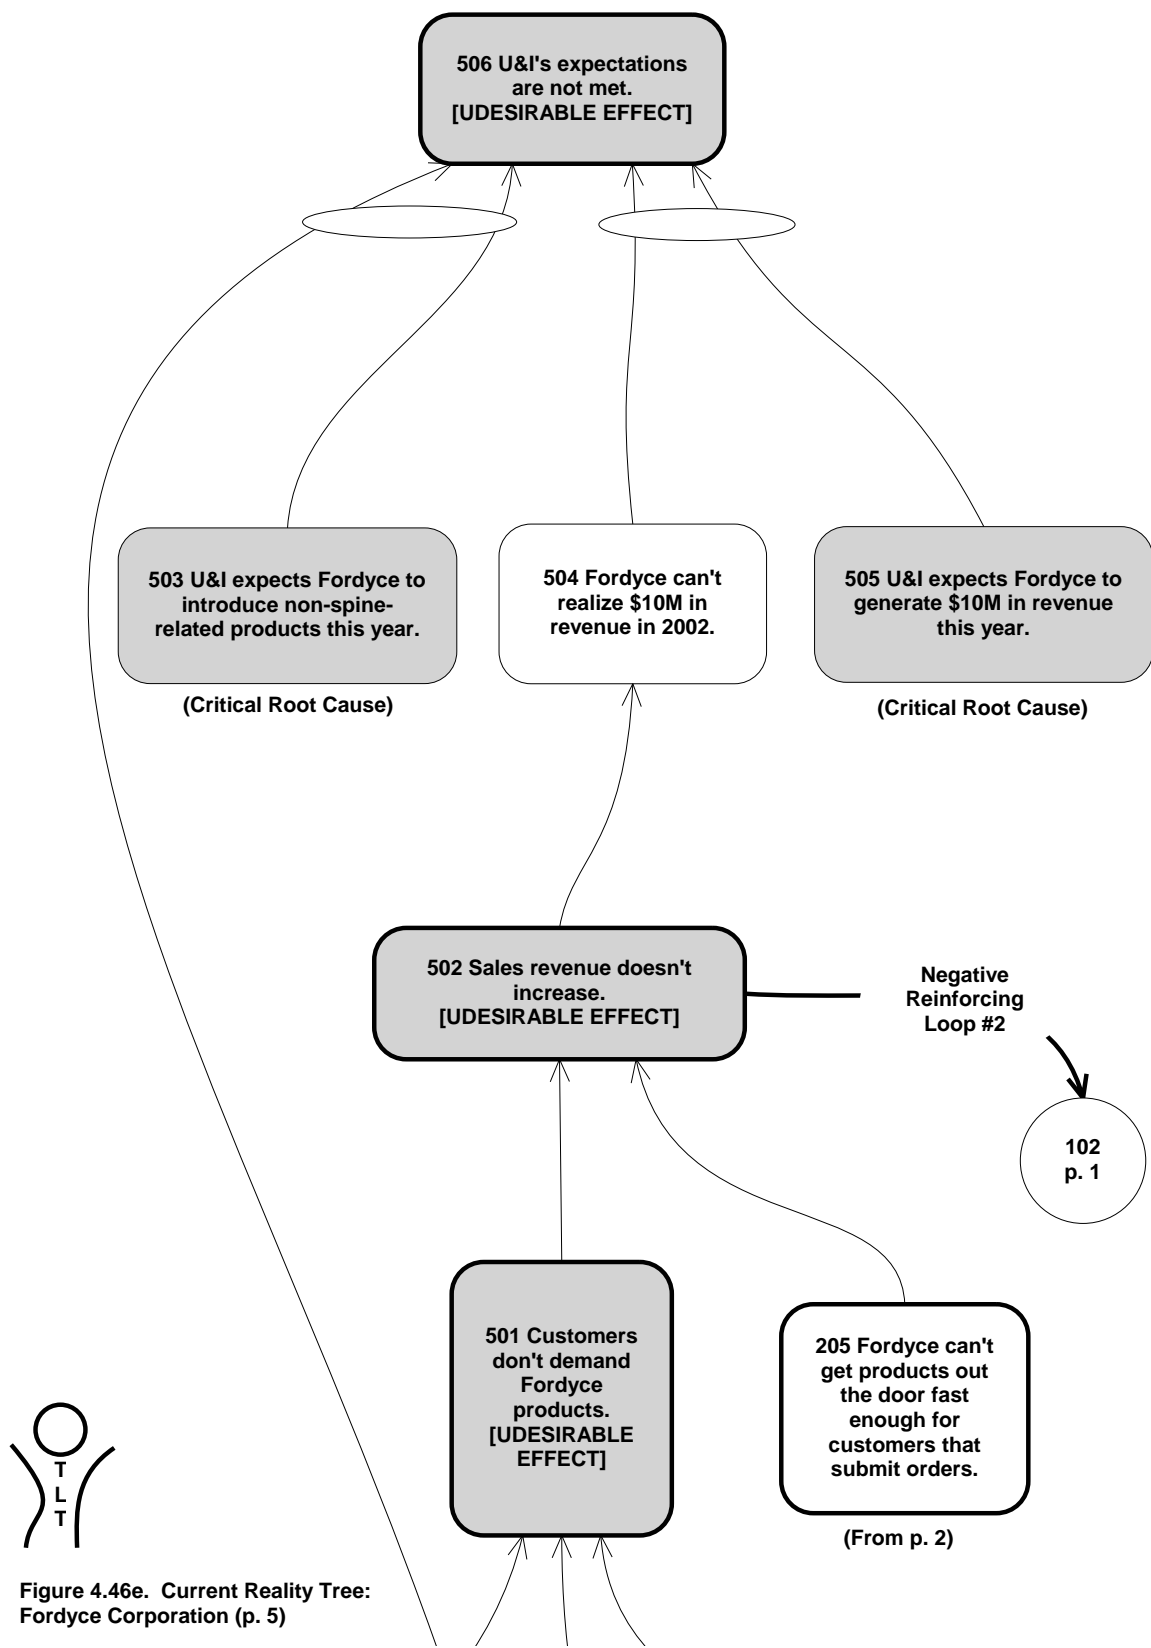 506 U&I's expectations
are not met.
[UDESIRABLE EFFECT]
503 U&I expects Fordyce to
introduce non-spine-
related products this year.
(Critical Root Cause)
504 Fordyce can't
realize $10M in
revenue in 2002.
505 U&I expects Fordyce to
generate $10M in revenue
this year.
(Critical Root Cause)
502 Sales revenue doesn't
increase.
[UDESIRABLE EFFECT]
Negative
Reinforcing
Loop #2
102
p. 1
501 Customers
don't demand
Fordyce
products.
[UDESIRABLE
EFFECT]
205 Fordyce can't
get products out
the door fast
enough for
customers that
submit orders.
(From p. 2)
T
L
T
Figure 4.46e. Current Reality Tree:
Fordyce Corporation (p. 5)